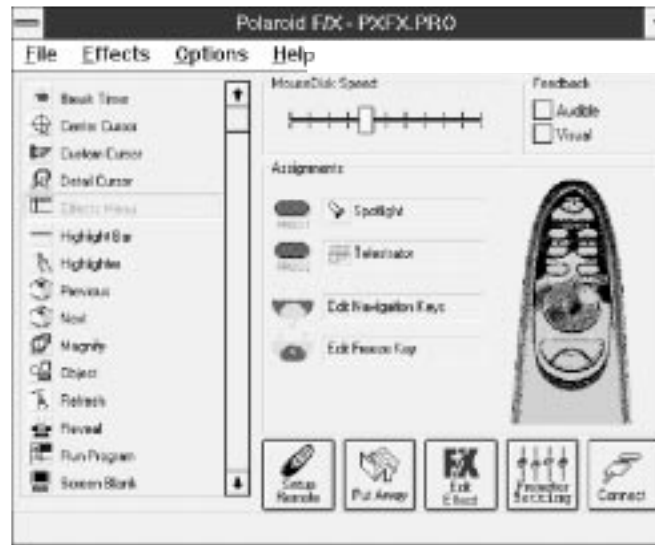 Polaroid F/X - PXFX.PRO
File Effects Options Help
Break Timer
Center Cursor
Custom Cursor
Detail Cursor
Effects Menu
Highlight Bar
Highlighter
Previous
Next
Magnify
Object
Refresh
Reveal
Run Program
Screen Blank
MouseDisk Speed
Feedback
Audible
Visual
Assignments
Spotlight
Telestrator
Edit Navigation Keys
Edit Freeze Key
Setup Remote
Put Away
F/X Edit Effect
Presenter Setting
Connect